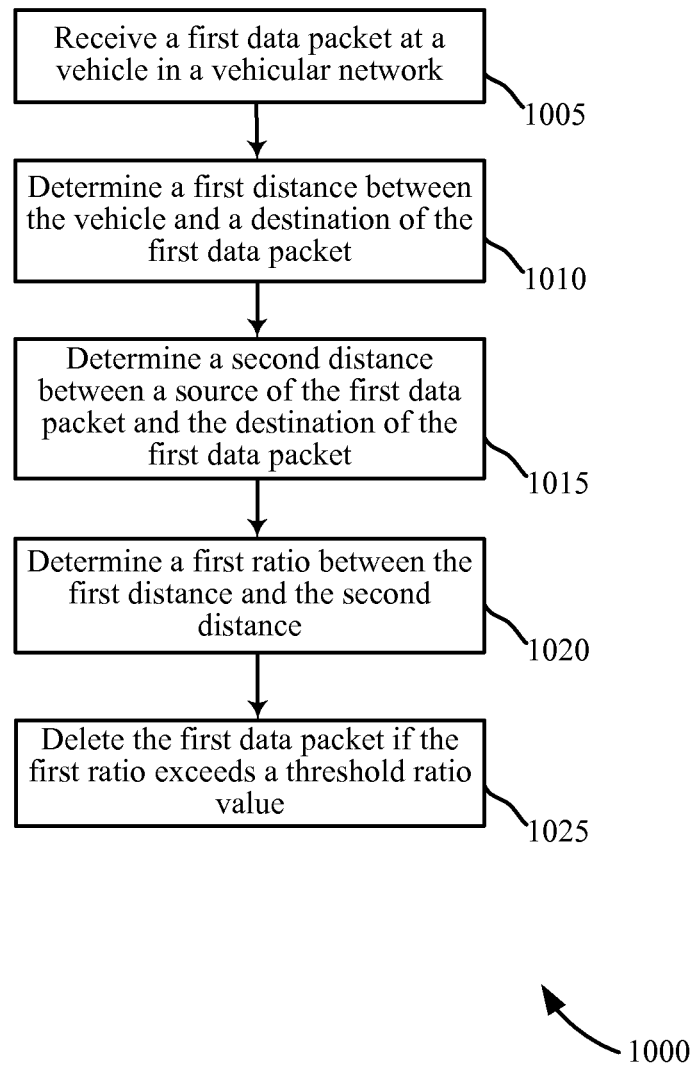 Receive a first data packet at a
vehicle in a vehicular network
1005
Determine a first distance between
the vehicle and a destination of the
first data packet
1010
Determine a second distance
between a source of the first data
packet and the destination of the
first data packet
1015
Determine a first ratio between the
first distance and the second
distance
1020
Delete the first data packet if the
first ratio exceeds a threshold ratio
value
1025
1000